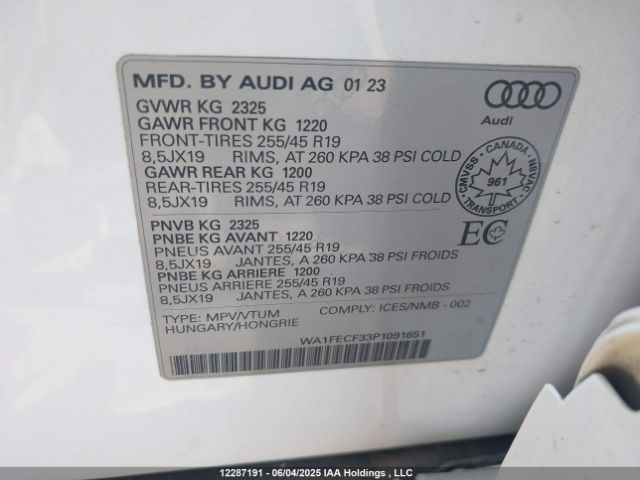 MFD. BY AUDI AG 01 23
Audi
GVWR KG 2325
GAWR FRONT KG 1220
FRONT-TIRES 255/45 R19
8,5JX19 RIMS, AT 260 KPA 38 PSI COLD
GAWR REAR KG 1200
REAR-TIRES 255/45 R19
8,5JX19 RIMS, AT 260 KPA 38 PSI COLD
CMVSS - CANADA - NSVAC
961
TRANSPORT
PNVB KG 2325
PNBE KG AVANT 1220
PNEUS AVANT 255/45 R19
8,5JX19 JANTES, A 260 KPA 38 PSI FROIDS
PNBE KG ARRIERE 1200
PNEUS ARRIERE 255/45 R19
8,5JX19 JANTES, A 260 KPA 38 PSI FROIDS
EC
TYPE: MPV/VTUM COMPLY: ICES/NMB - 002
HUNGARY/HONGRIE
WA1FECF33P1091651
12287191 - 06/04/2025 IAA Holdings , LLC